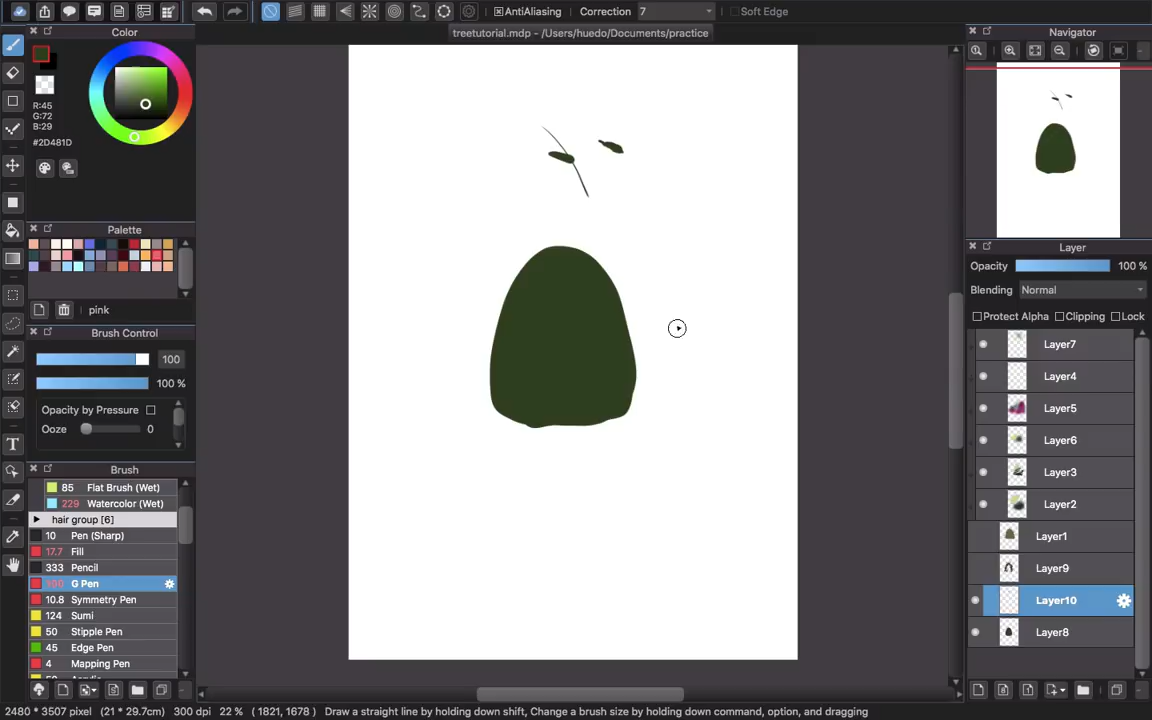 AntiAliasing Correction 7 Soft Edge
treetutorial.mdp - /Users/huedo/Documents/practice
Color
R:45
G:72
B:29
#2D481D
Palette
pink
Brush Control
100
100 %
Opacity by Pressure
Ooze 0
Brush
85 Flat Brush (Wet)
229 Watercolor (Wet)
hair group [6]
10 Pen (Sharp)
17.7 Fill
333 Pencil
100 G Pen
10.8 Symmetry Pen
124 Sumi
50 Stipple Pen
45 Edge Pen
4 Mapping Pen
Navigator
Layer
Opacity 100 %
Blending Normal
Protect Alpha Clipping Lock
Layer7
Layer4
Layer5
Layer6
Layer3
Layer2
Layer1
Layer9
Layer10
Layer8
2480 * 3507 pixel (21 * 29.7cm) 300 dpi 22 % ( 1821, 1678 ) Draw a straight line by holding down shift, Change a brush size by holding down command, option, and dragging